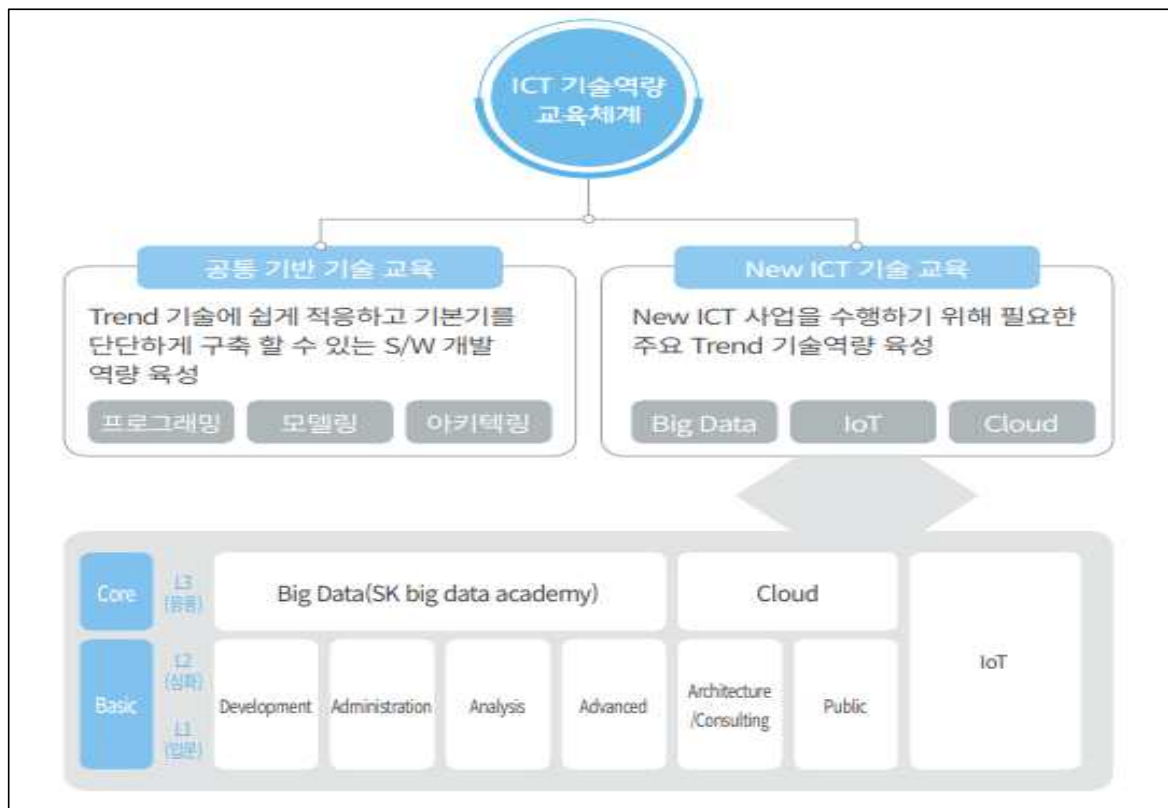 ICT 기술역량
교육체계
공통 기반 기술 교육
Trend 기술에 쉽게 적응하고 기본기를
단단하게 구축 할 수 있는 S/W 개발
역량 육성
프로그래밍
모델링
아키텍링
New ICT 기술 교육
New ICT 사업을 수행하기 위해 필요한
주요 Trend 기술역량 육성
Big Data
IoT
Cloud
Core
L3
(응용)
Big Data(SK big data academy)
Cloud
IoT
Basic
L2
(심화)
L1
(입문)
Development
Administration
Analysis
Advanced
Architecture
/Consulting
Public